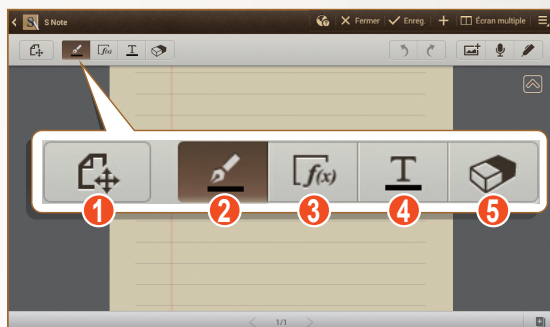 S Note
Fermer
Enreg.
Écran multiple
f(x)
T
f(x)
T
1
2
3
4
5
1/1